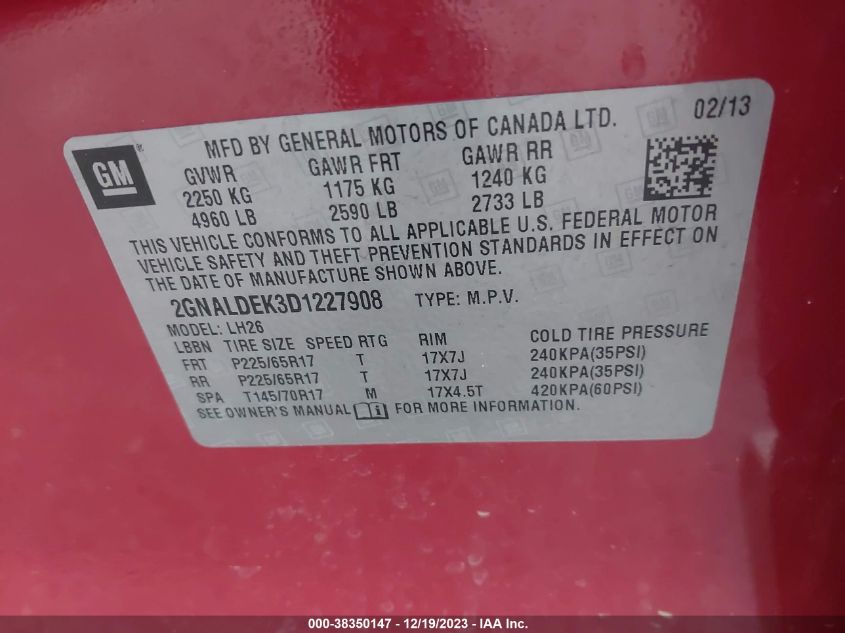 MFD BY GENERAL MOTORS OF CANADA LTD. 02/13
GM ®
GVWR GAWR FRT GAWR RR
2250 KG 1175 KG 1240 KG
4960 LB 2590 LB 2733 LB
THIS VEHICLE CONFORMS TO ALL APPLICABLE U.S. FEDERAL MOTOR
VEHICLE SAFETY AND THEFT PREVENTION STANDARDS IN EFFECT ON
THE DATE OF MANUFACTURE SHOWN ABOVE.
2GNALDEK3D1227908 TYPE: M.P.V.
MODEL: LH26
LBBN TIRE SIZE SPEED RTG RIM COLD TIRE PRESSURE
FRT P225/65R17 T 17X7J 240KPA(35PSI)
RR P225/65R17 T 17X7J 240KPA(35PSI)
SPA T145/70R17 M 17X4.5T 420KPA(60PSI)
SEE OWNER'S MANUAL FOR MORE INFORMATION.
000-38350147 - 12/19/2023 - IAA Inc.